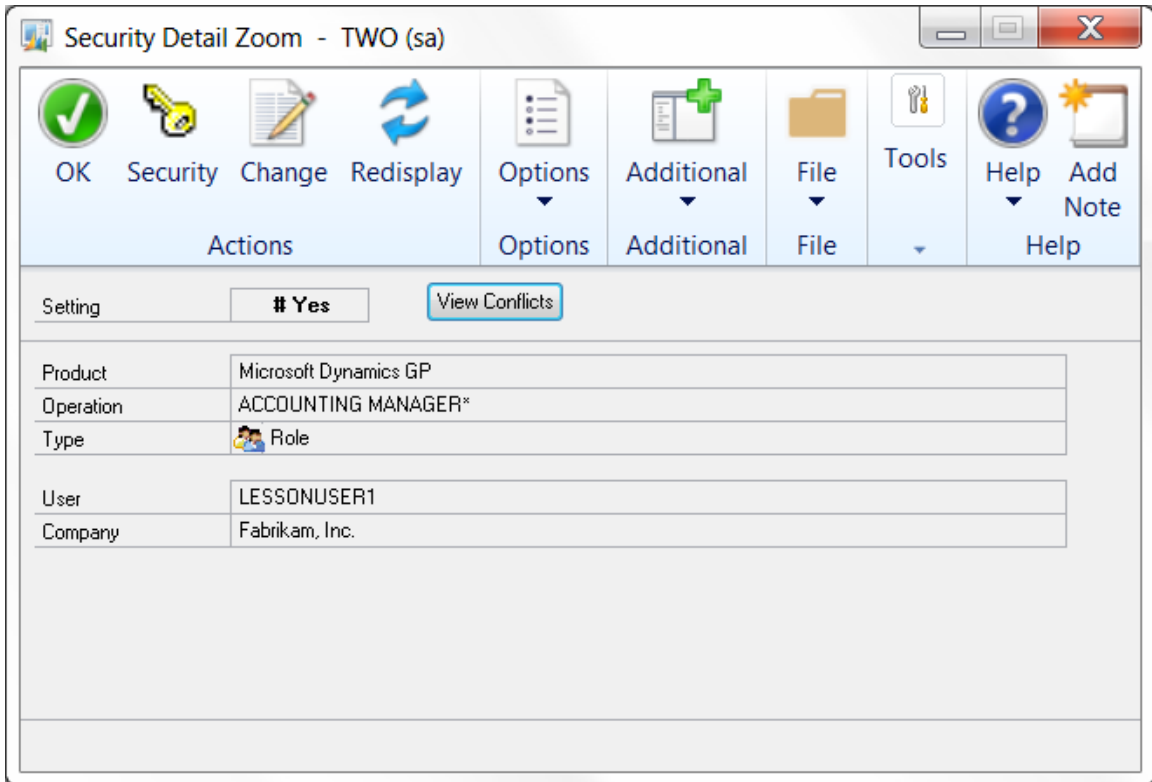 Security Detail Zoom - TWO (sa)
OK Security Change Redisplay Options Additional File Tools Help Add Note
Actions Options Additional File Help
Setting # Yes View Conflicts
Product Microsoft Dynamics GP
Operation ACCOUNTING MANAGER*
Type Role
User LESSONUSER1
Company Fabrikam, Inc.